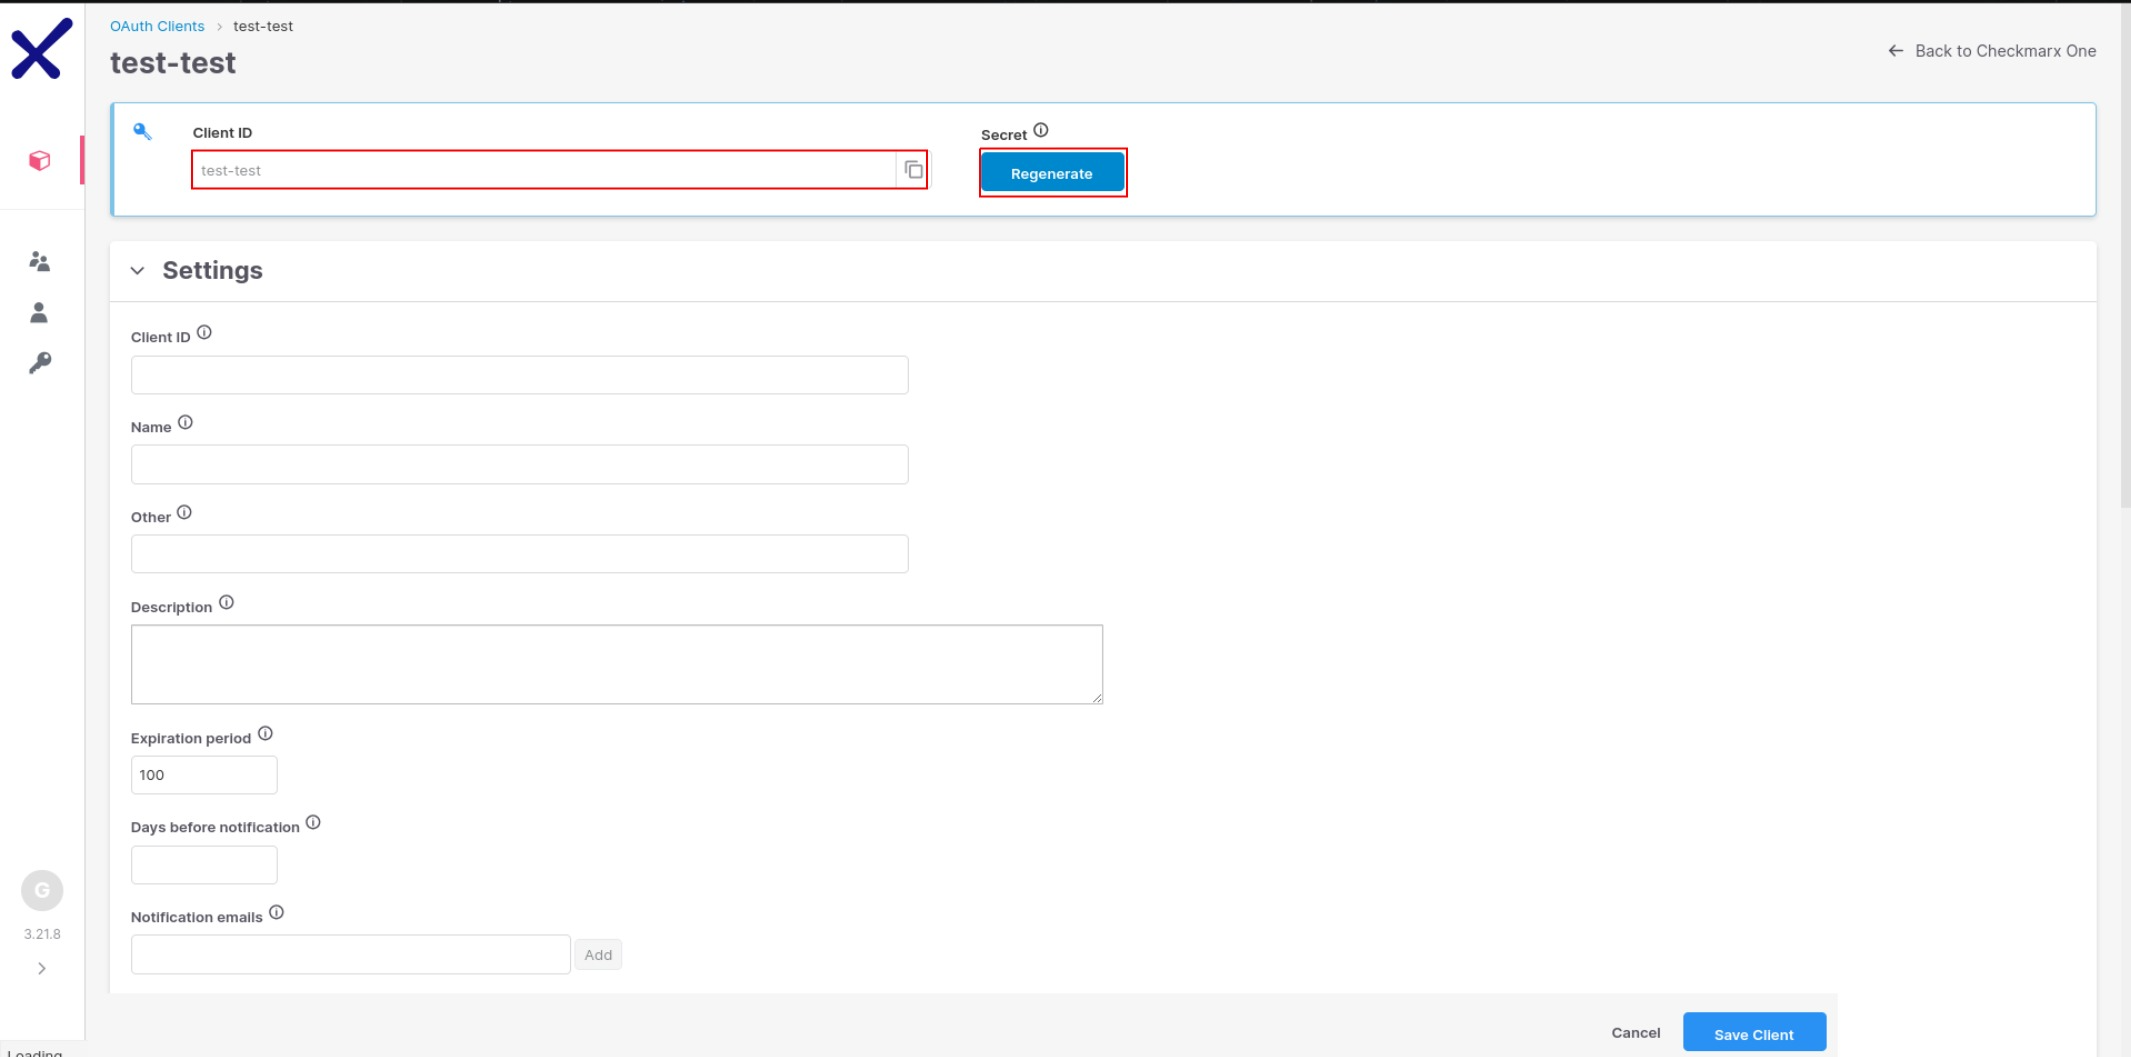 OAuth Clients > test-test
test-test
Back to Checkmarx One
Client ID
test-test
Secret
Regenerate
Settings
Client ID
Name
Other
Description
Expiration period
100
Days before notification
Notification emails
Add
G
3.21.8
Cancel
Save Client
Loading